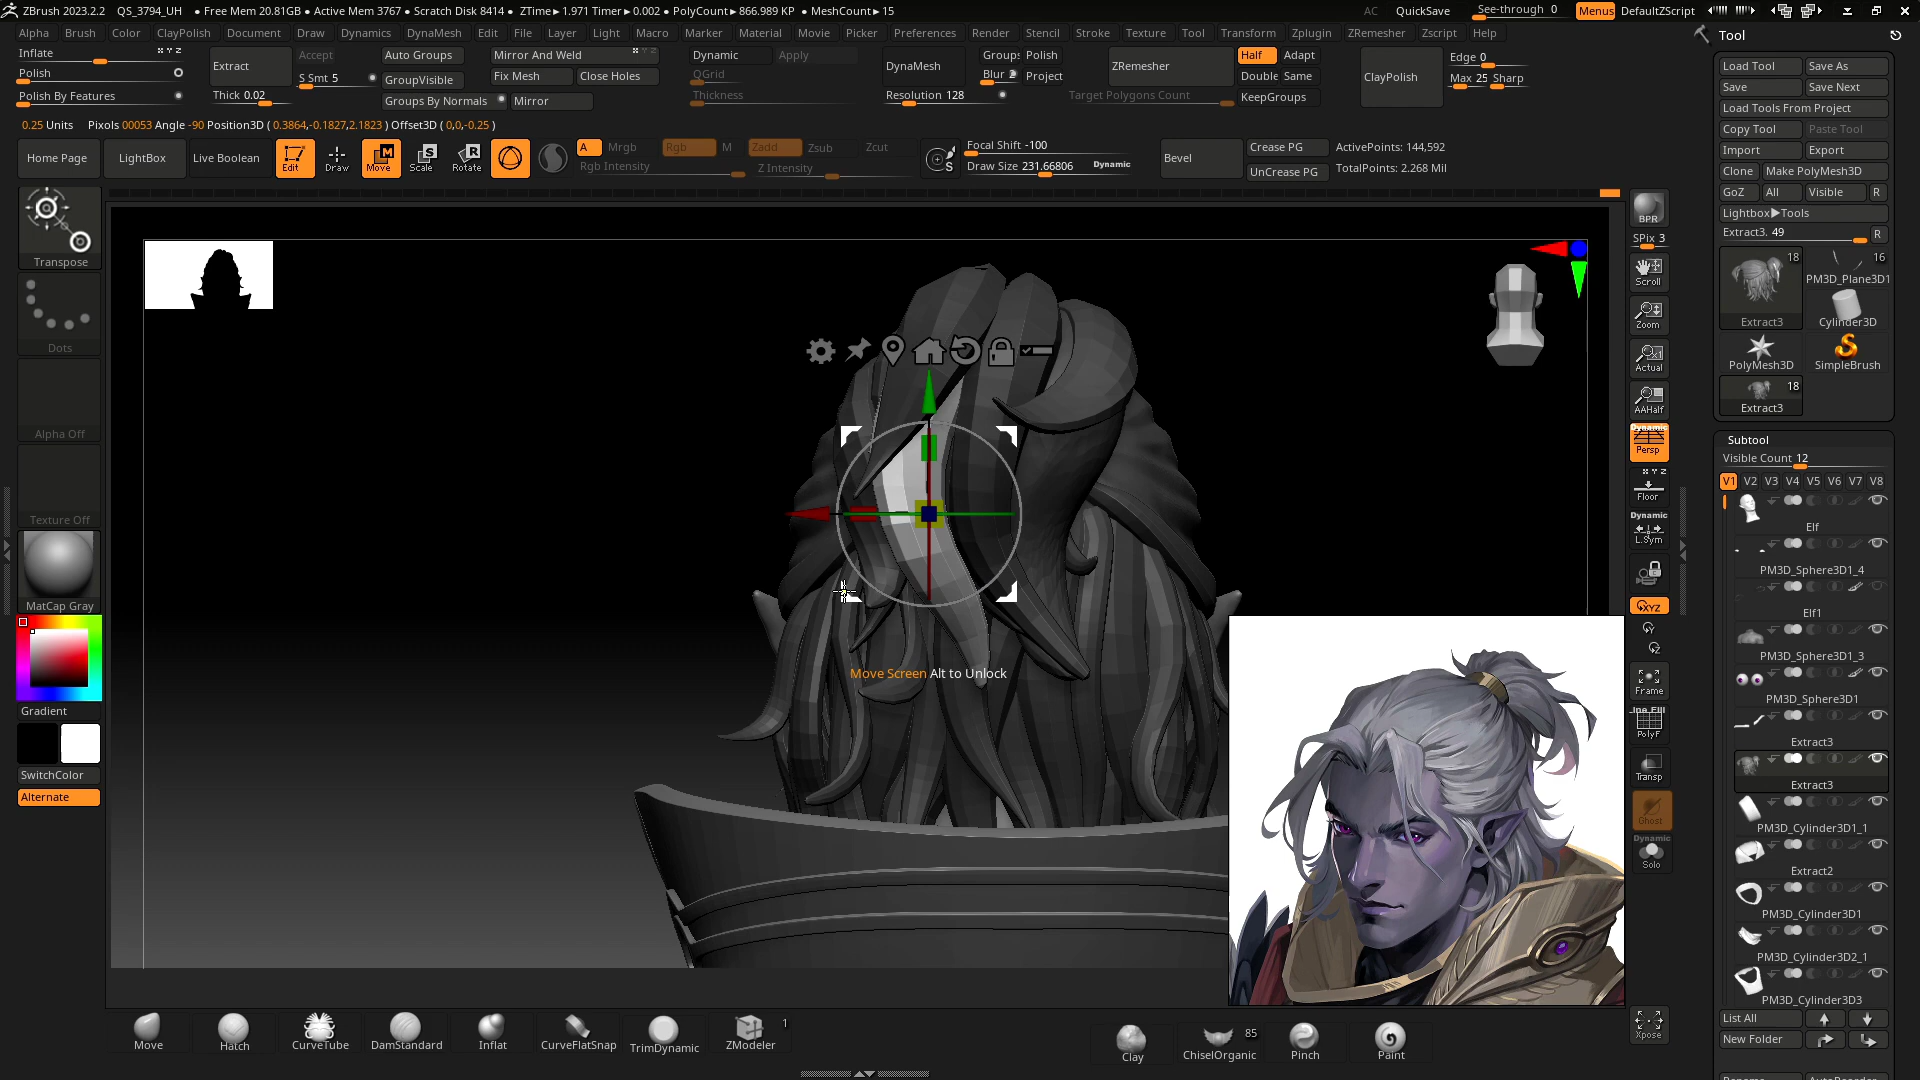 ZBrush 2023.2.2 QS_3794_UH • Free Mem 20.81GB • Active Mem 3767 • Scratch Disk 8414 • ZTime▸1.971 Timer▸0.002 • PolyCount▸866.989 KP • MeshCount▸15 AC QuickSave See-through 0 Menus DefaultZScript
Alpha Brush Color ClayPolish Document Draw Dynamics DynaMesh Edit File Layer Light Macro Marker Material Movie Picker Preferences Render Stencil Stroke Texture Tool Transform Zplugin ZRemesher Zscript Help
Inflate
Polish
Polish By Features
Extract
Thick 0.02
Accept
S Smt 5
Auto Groups
GroupVisible
Groups By Normals
Mirror And Weld
Fix Mesh Close Holes
Mirror
Dynamic Apply
QGrid
Thickness
DynaMesh
Resolution 128
Groups Polish
Blur 2 Project
ZRemesher
Target Polygons Count
Half Adapt
Double Same
KeepGroups
ClayPolish
Edge 0
Max 25 Sharp
0.25 Units Pixols 00053 Angle -90 Position3D ( 0.3864,-0.1827,2.1823 ) Offset3D ( 0,0,-0.25 )
Home Page LightBox Live Boolean Edit Draw Move Scale Rotate
A Mrgb Rgb M Zadd Zsub Zcut
Rgb Intensity Z Intensity
S
Focal Shift -100
Draw Size 231.66806 Dynamic
Bevel
Crease PG
UnCrease PG
ActivePoints: 144,592
TotalPoints: 2.268 Mil
Transpose
Dots
Alpha Off
Texture Off
MatCap Gray
Gradient
SwitchColor
Alternate
Move Screen Alt to Unlock
BPR
SPix 3
Scroll
Zoom
Actual
AAHalf
Dynamic
Persp
X Y Z
Floor
Dynamic
L.Sym
XYZ
Frame
Line Fill
PolyF
Transp
Ghost
Dynamic
Solo
Xpose
Tool
Load Tool Save As
Save Save Next
Load Tools From Project
Copy Tool Paste Tool
Import Export
Clone Make PolyMesh3D
GoZ All Visible R
Lightbox▸Tools
Extract3. 49 R
18
Extract3
16
PM3D_Plane3D1
Cylinder3D
PolyMesh3D
SimpleBrush
18
Extract3
Subtool
Visible Count 12
V1 V2 V3 V4 V5 V6 V7 V8
Elf
PM3D_Sphere3D1_4
Elf1
PM3D_Sphere3D1_3
PM3D_Sphere3D1
Extract3
Extract3
PM3D_Cylinder3D1_1
Extract2
PM3D_Cylinder3D1
PM3D_Cylinder3D2_1
PM3D_Cylinder3D3
List All
New Folder
Move Hatch CurveTube DamStandard Inflat CurveFlatSnap TrimDynamic ZModeler 1
Clay ChiselOrganic 85 Pinch Paint